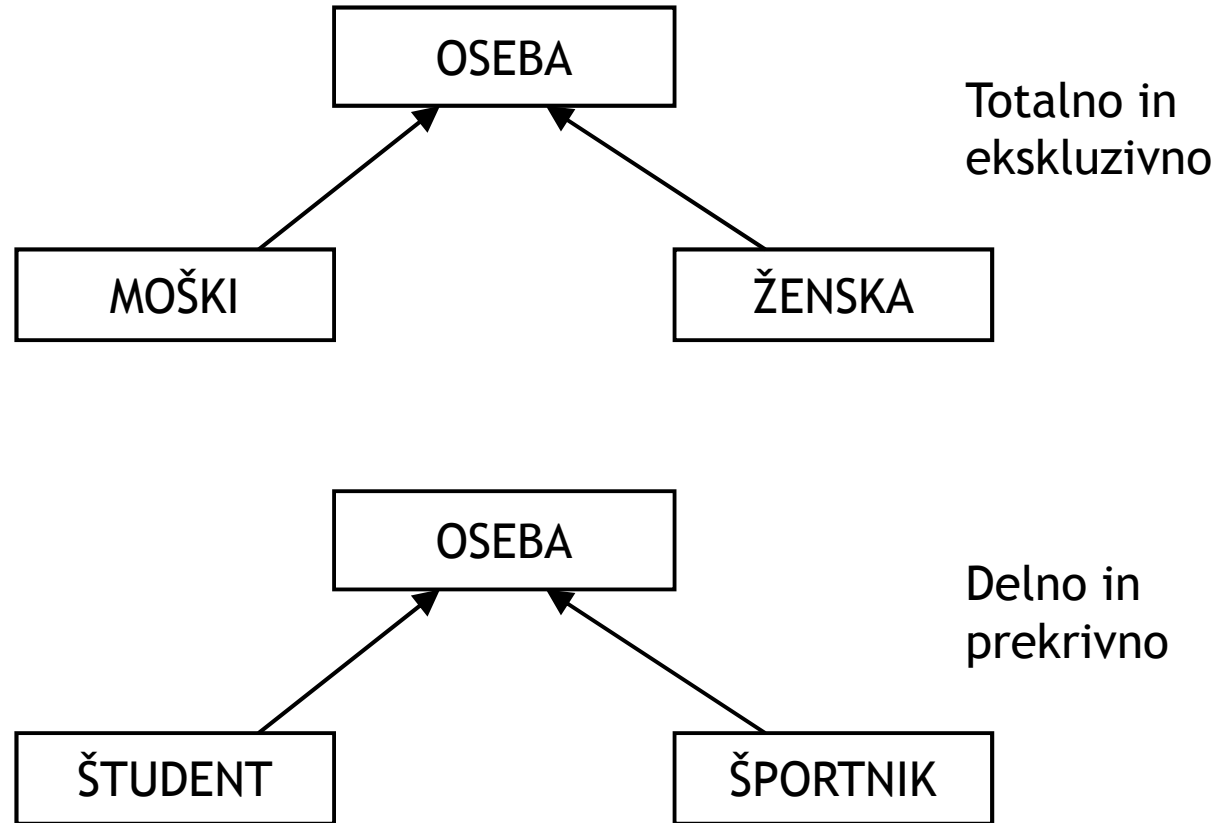 OSEBA
Totalno in
ekskluzivno
MOŠKI
ŽENSKA
OSEBA
Delno in
prekrivno
ŠTUDENT
ŠPORTNIK